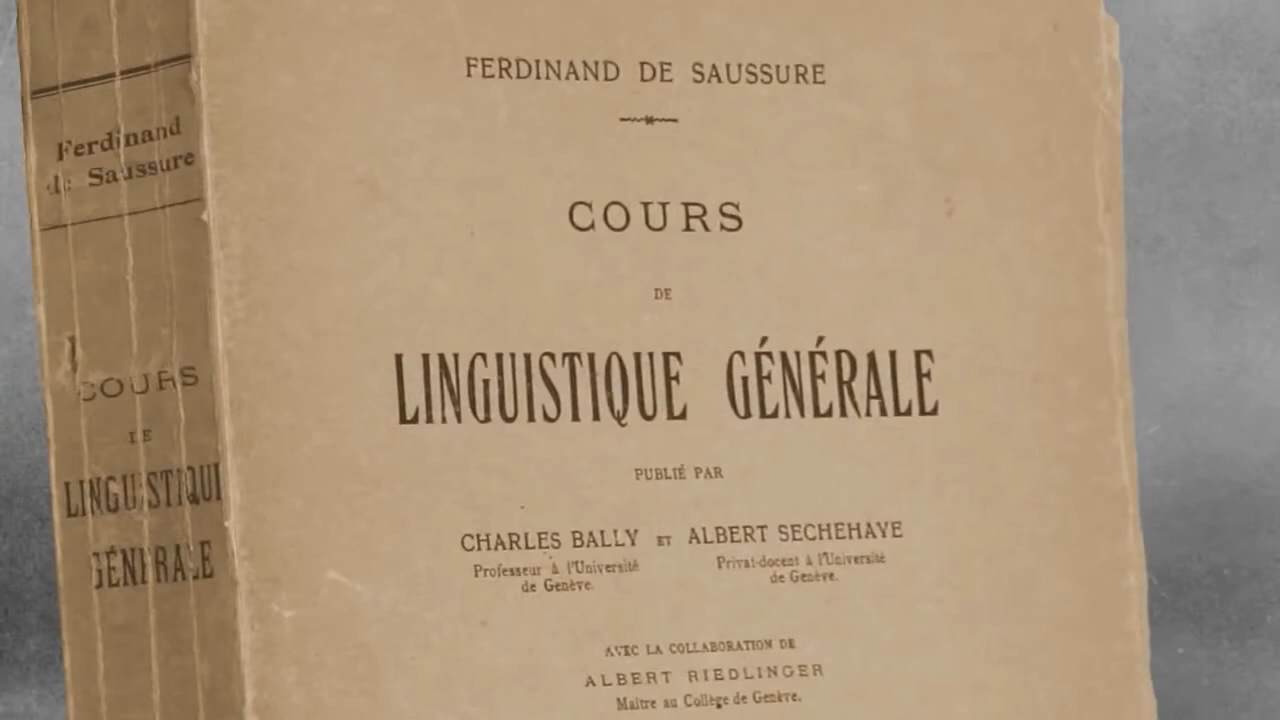 Ferdinand
de Saussure
COURS
DE
LINGUISTIQUE
GÉNÉRALE
FERDINAND DE SAUSSURE
COURS
DE
LINGUISTIQUE GÉNÉRALE
PUBLIÉ PAR
CHARLES BALLY ET ALBERT SECHEHAYE
Professeur à l'Université Privat-docent à l'Université
de Genève. de Genève.
AVEC LA COLLABORATION DE
ALBERT RIEDLINGER
Maître au Collège de Genève.